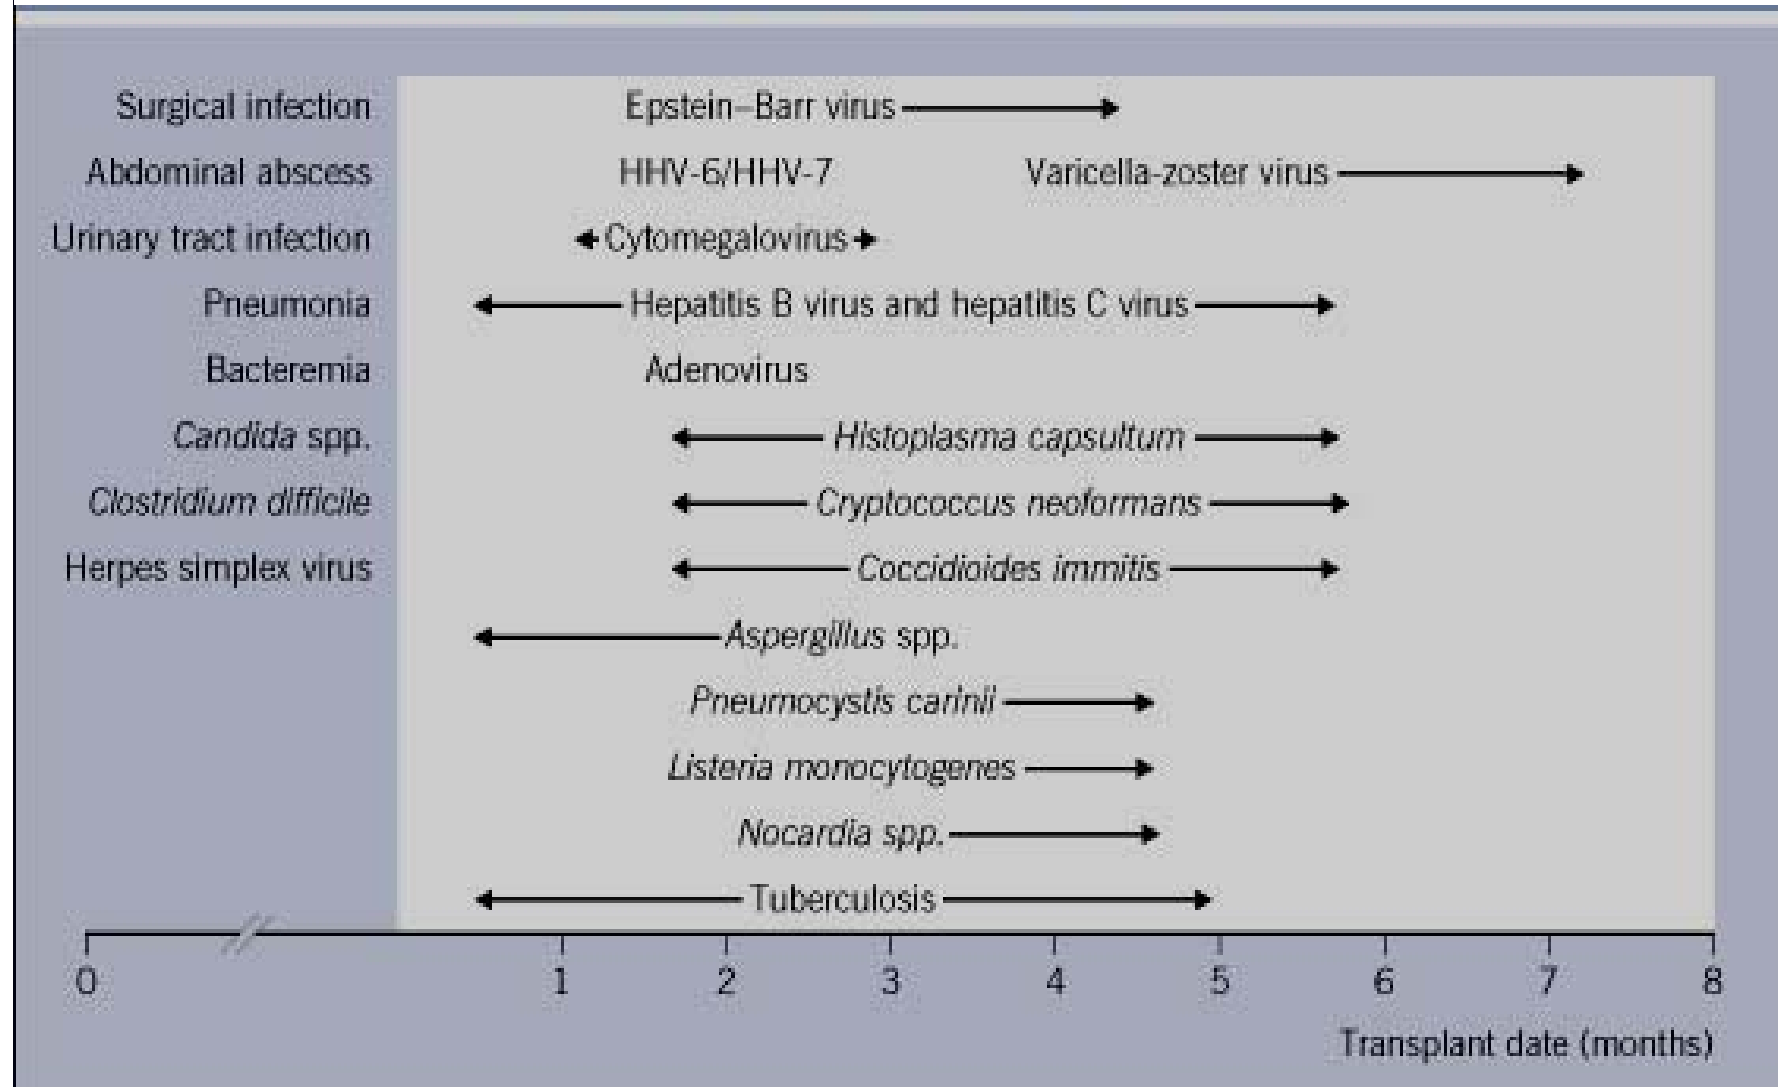 Surgical infection Epstein–Barr virus
Abdominal abscess HHV-6/HHV-7 Varicella-zoster virus
Urinary tract infection Cytomegalovirus
Pneumonia Hepatitis B virus and hepatitis C virus
Bacteremia Adenovirus
Candida spp. Histoplasma capsultum
Clostridium difficile Cryptococcus neoformans
Herpes simplex virus Coccidioides immitis
Aspergillus spp.
Pneumocystis carinii
Listeria monocytogenes
Nocardia spp.
Tuberculosis
0 1 2 3 4 5 6 7 8
Transplant date (months)